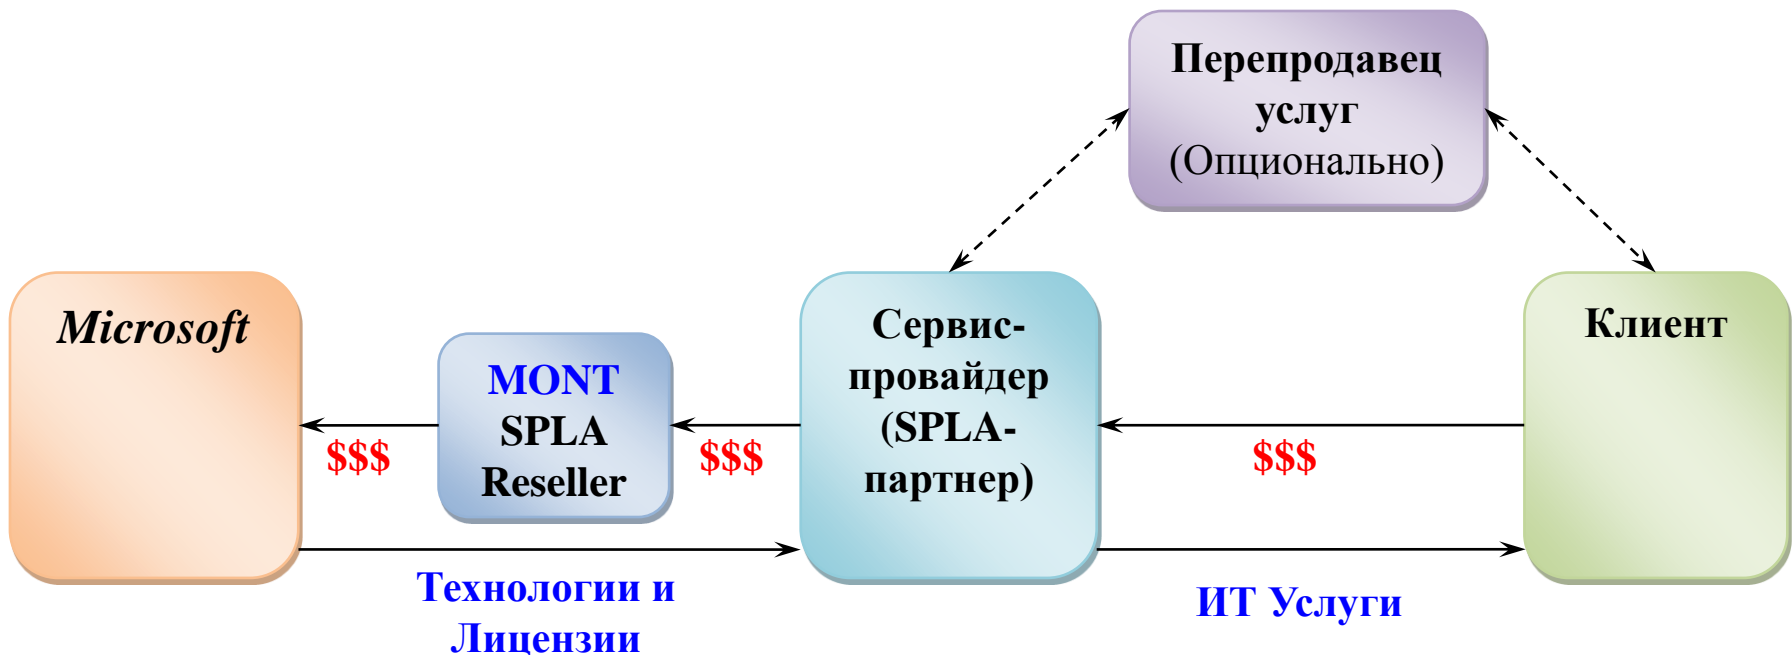 Перепродавец
услуг
(Опционально)
Microsoft
MONT
SPLA
Reseller
Сервис-
провайдер
(SPLA-
партнер)
Клиент
$$$
$$$
$$$
Технологии и
Лицензии
ИТ Услуги